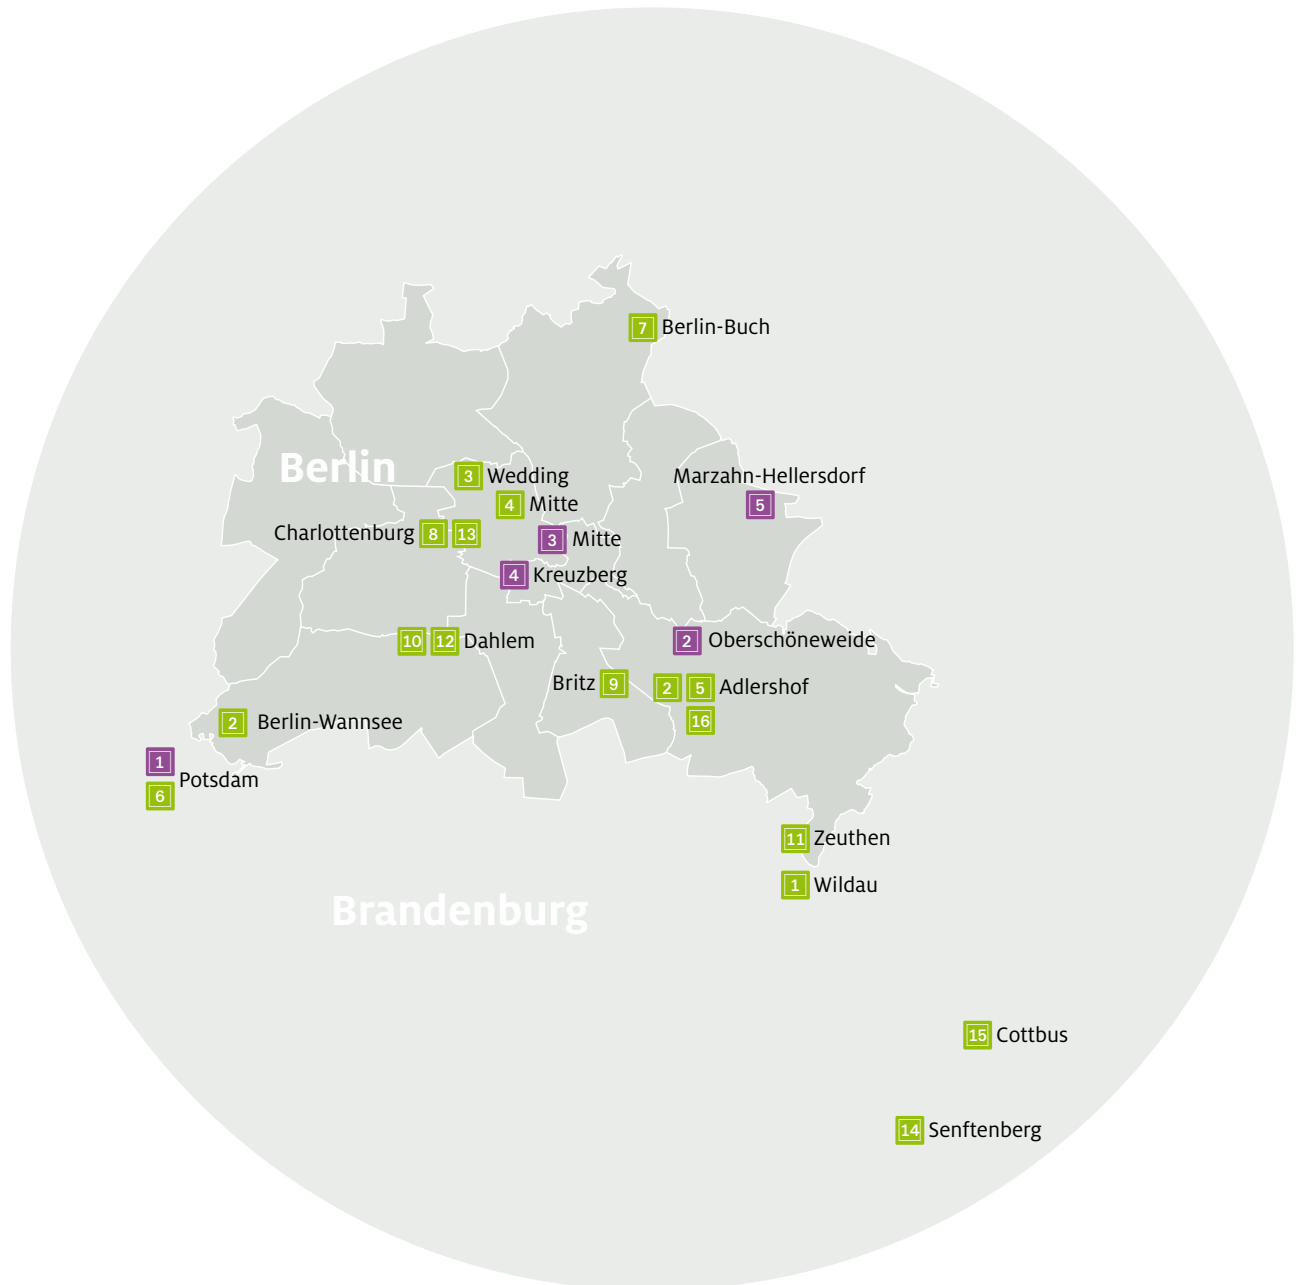 7 Berlin-Buch
Berlin
3 Wedding
Marzahn-Hellersdorf
4 Mitte
5
Charlottenburg 8 13
3 Mitte
4 Kreuzberg
10 12 Dahlem
2 Oberschöneweide
Britz 9
2 5 Adlershof
16
2 Berlin-Wannsee
1
Potsdam
6
11 Zeuthen
1 Wildau
Brandenburg
15 Cottbus
14 Senftenberg